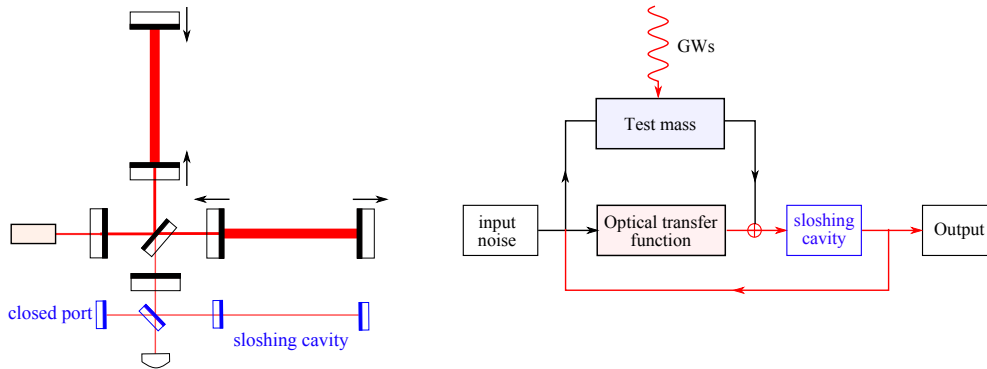 closed port
sloshing cavity
GWs
Test mass
input
noise
Optical transfer
function
sloshing
cavity
Output